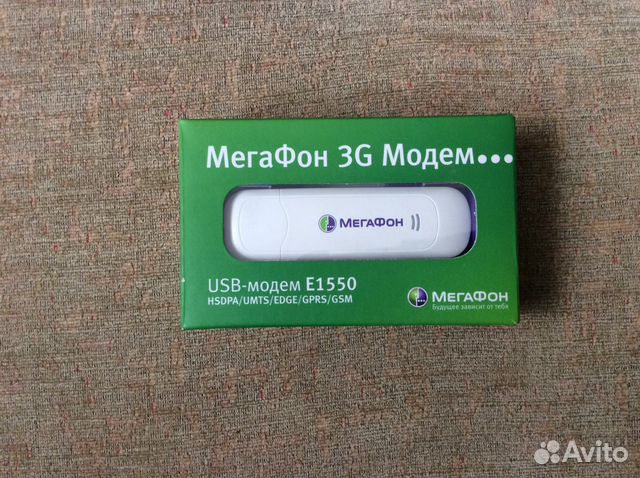 МегаФон 3G Модем...
МЕГАФОН
USB-модем E1550
HSDPA/UMTS/EDGE/GPRS/GSM
МЕГАФОН
Будущее зависит от тебя
Avito